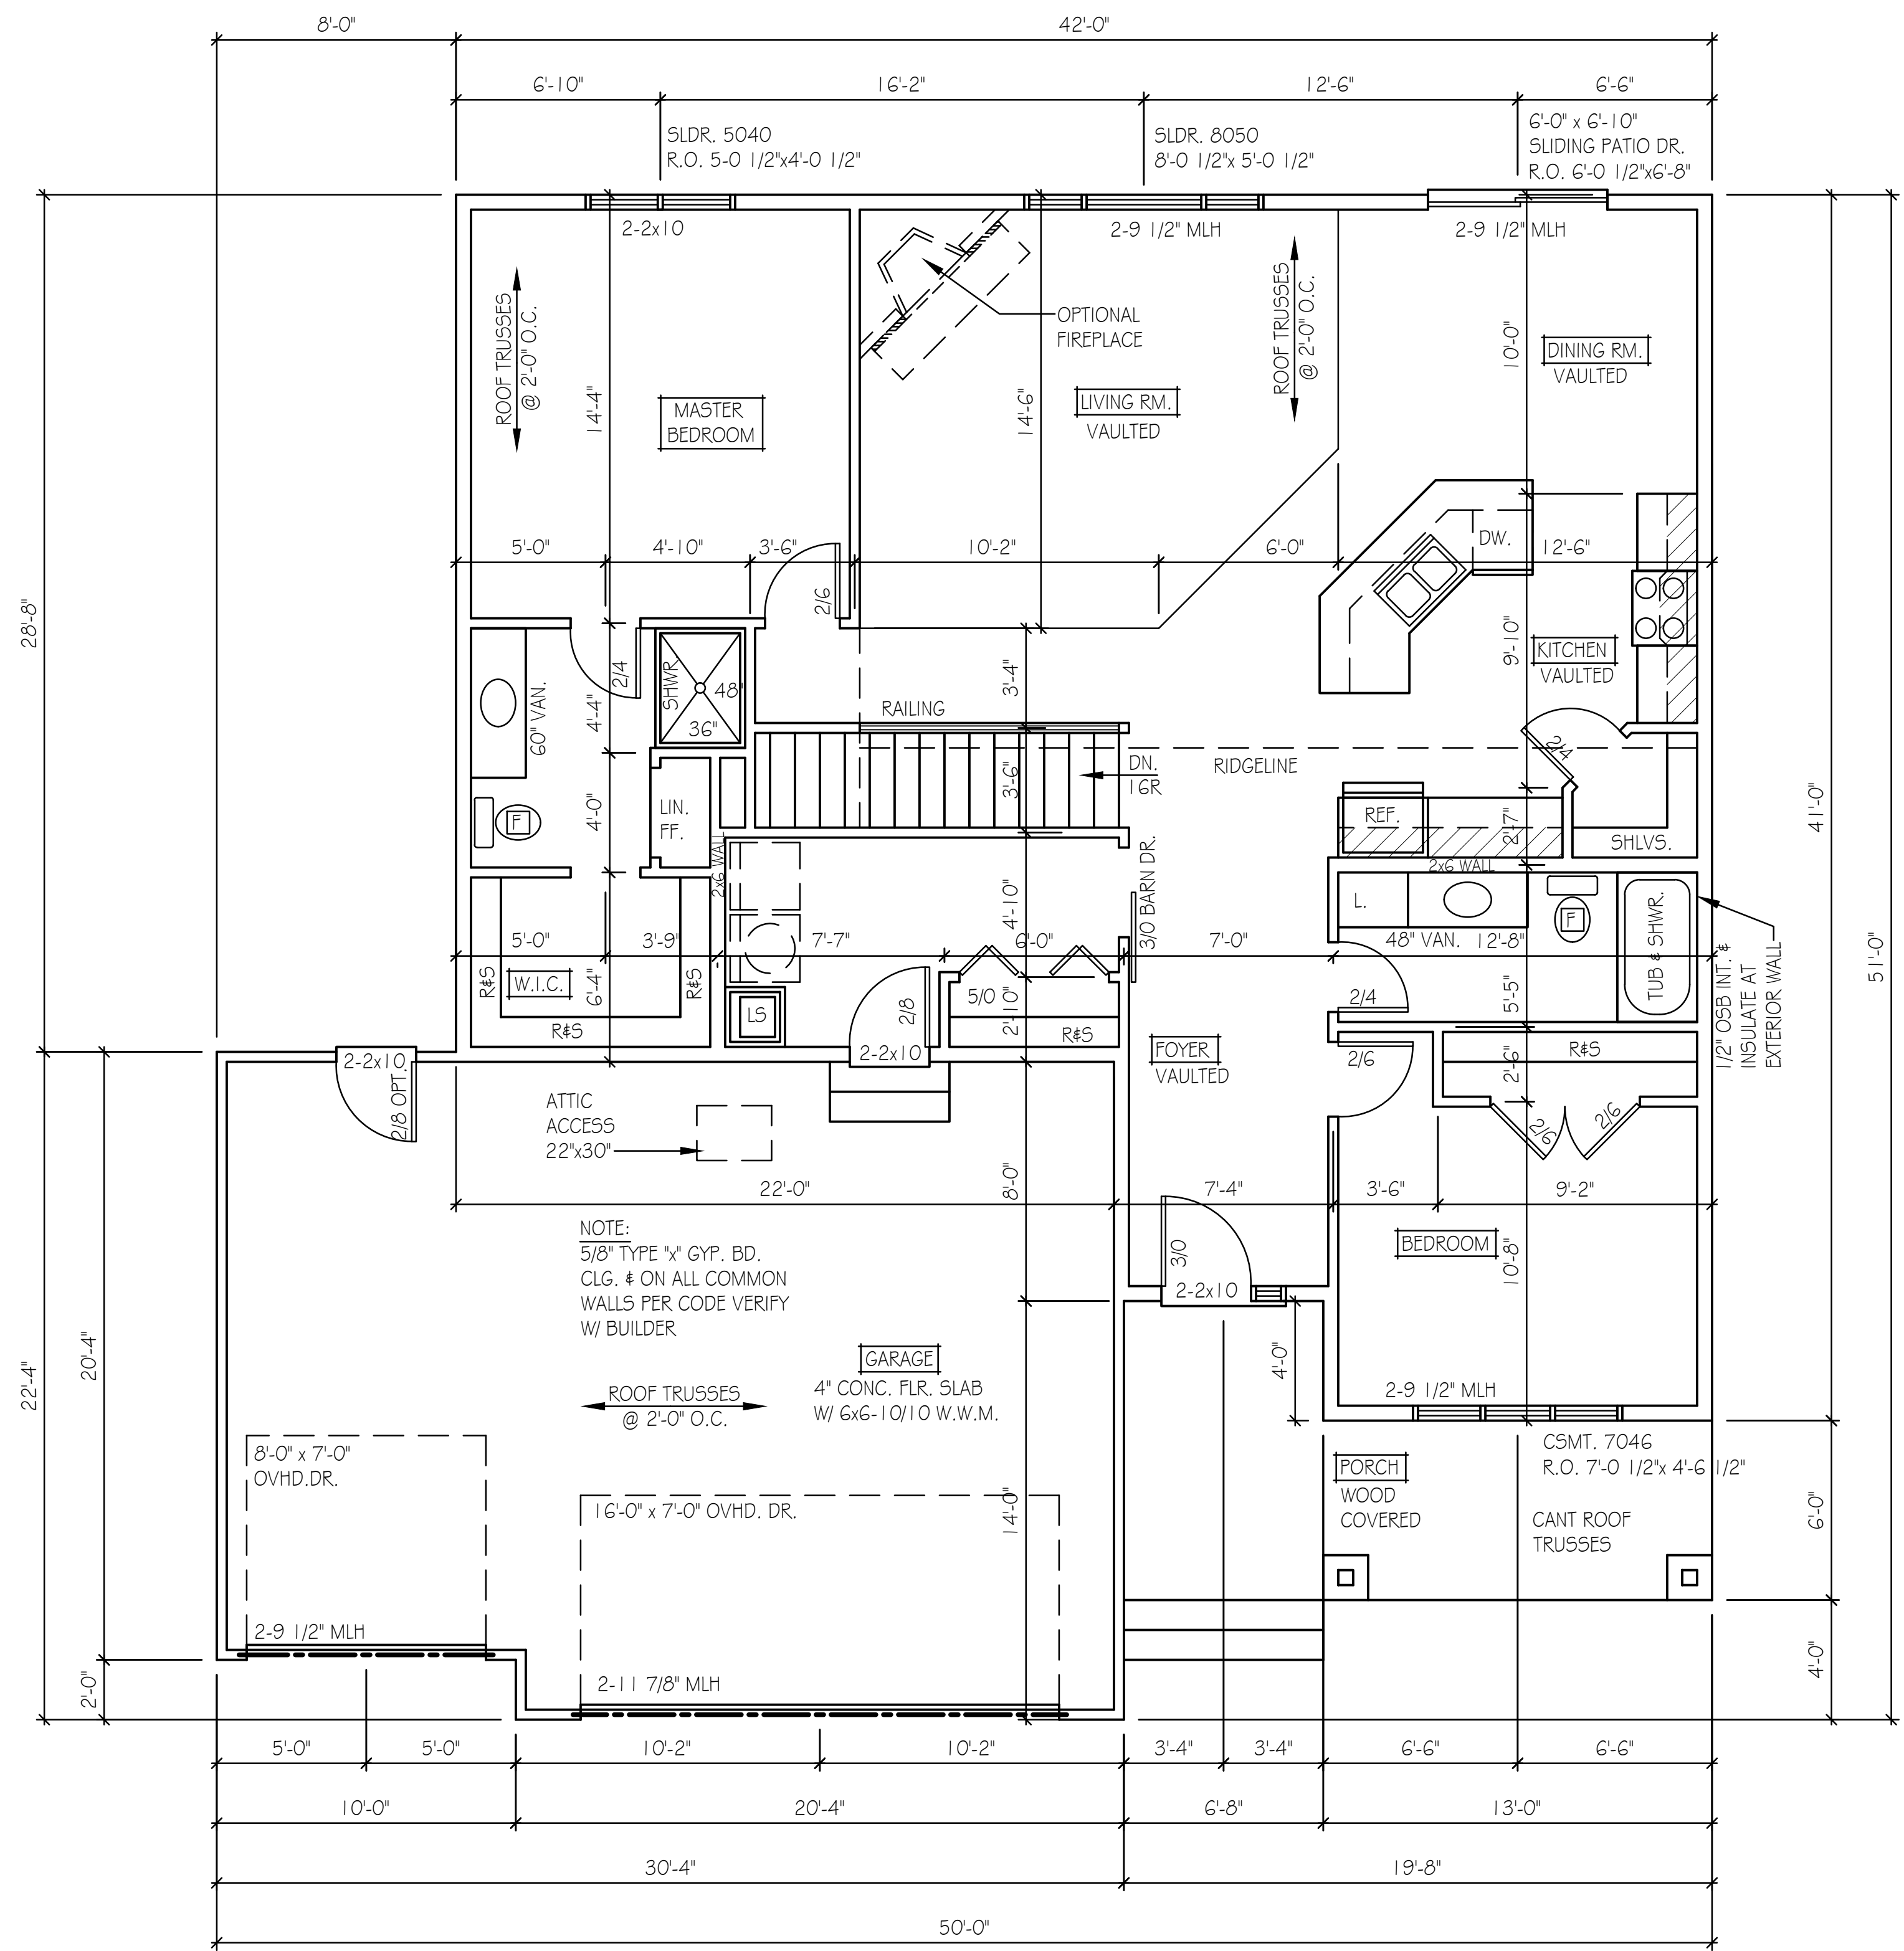 8'-0"
42'-0"
6'-10"
16'-2"
12'-6"
6'-6"
SLDR. 5040
R.O. 5-0 1/2"x4'-0 1/2"
SLDR. 8050
8'-0 1/2"x 5'-0 1/2"
6'-0" x 6'-10"
SLIDING PATIO DR.
R.O. 6'-0 1/2"x6'-8"
2-2x10
2-9 1/2" MLH
2-9 1/2" MLH
ROOF TRUSSES
@ 2'-0" O.C.
OPTIONAL
FIREPLACE
ROOF TRUSSES
@ 2'-0" O.C.
10'-0"
DINING RM.
VAULTED
14'-4"
MASTER
BEDROOM
14'-6"
LIVING RM.
VAULTED
5'-0"
4'-10"
3'-6"
10'-2"
6'-0"
DW.
12'-6"
28'-8"
2/6
9'-10"
KITCHEN
VAULTED
2/4
SHWR
48"
36"
3'-4"
RAILING
60" VAN.
4'-4"
2/4
DN.
16R
RIDGELINE
3'-6"
41'-0"
F
4'-0"
LIN.
FF.
2x6 WALL
REF.
2'-7"
SHLVS.
2x6 WALL
3/0 BARN DR.
4'-10"
L.
F
TUB & SHWR.
5'-0"
3'-9"
7'-7"
6'-0"
7'-0"
48" VAN.
12'-8"
51'-0"
R&S
W.I.C.
6'-4"
R&S
R&S
LS
2/8
5/0
2'-10"
R&S
2/4
5'-5"
1/2" OSB INT. &
INSULATE AT
EXTERIOR WALL
2-2x10
2/8 OPT.
2-2x10
FOYER
VAULTED
2/6
2'-6"
R&S
2/6
2/6
ATTIC
ACCESS
22"x30"
8'-0"
22'-0"
7'-4"
3'-6"
9'-2"
NOTE:
5/8" TYPE "x" GYP. BD.
CLG. & ON ALL COMMON
WALLS PER CODE VERIFY
W/ BUILDER
3/0
2-2x10
BEDROOM
10'-8"
20'-4"
22'-4"
GARAGE
4" CONC. FLR. SLAB
W/ 6x6-10/10 W.W.M.
ROOF TRUSSES
@ 2'-0" O.C.
4'-0"
2-9 1/2" MLH
8'-0" x 7'-0"
OVHD.DR.
CSMT. 7046
R.O. 7'-0 1/2"x 4'-6 1/2"
PORCH
WOOD
COVERED
16'-0" x 7'-0" OVHD. DR.
14'-0"
CANT ROOF
TRUSSES
6'-0"
2-9 1/2" MLH
2'-0"
2-11 7/8" MLH
4'-0"
5'-0"
5'-0"
10'-2"
10'-2"
3'-4"
3'-4"
6'-6"
6'-6"
10'-0"
20'-4"
6'-8"
13'-0"
30'-4"
19'-8"
50'-0"